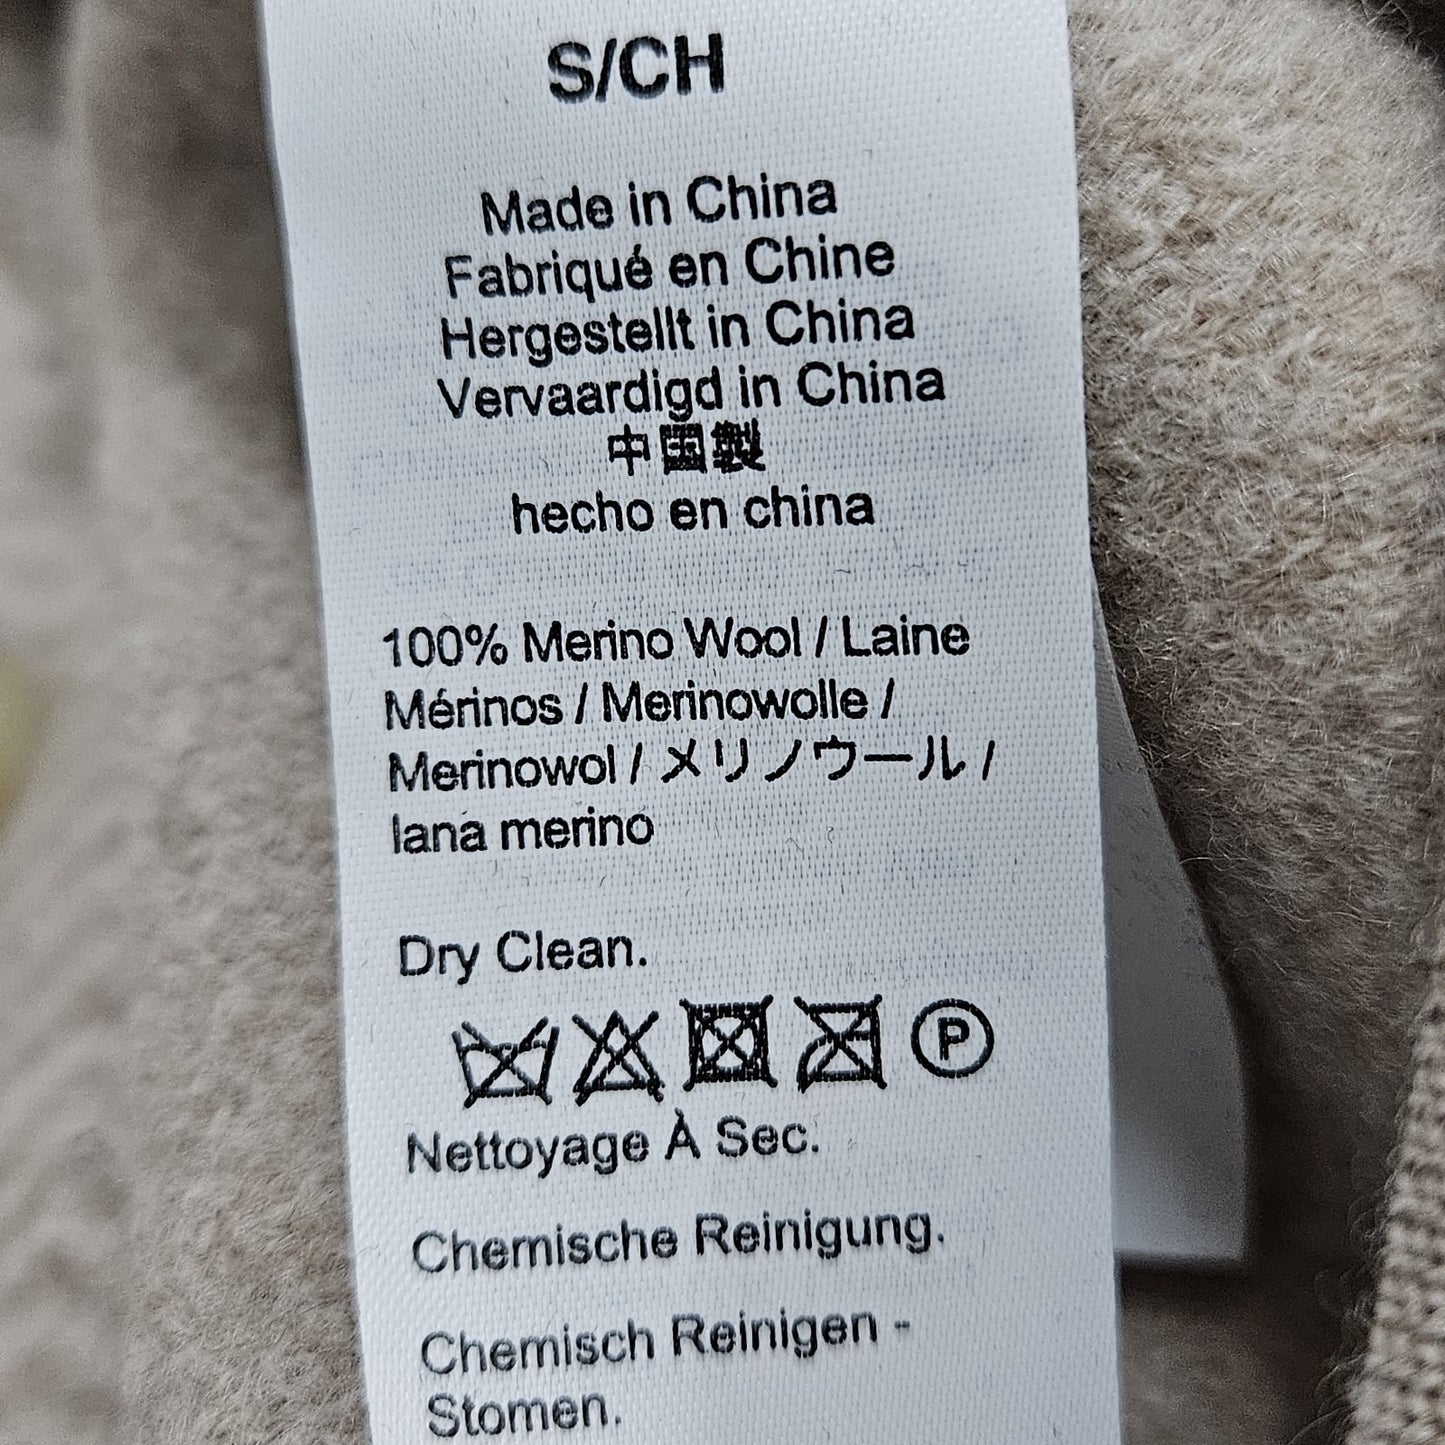 S/CH
Made in China
Fabriqué en Chine
Hergestellt in China
Vervaardigd in China
中国製
hecho en china
100% Merino Wool / Laine
Mérinos / Merinowolle /
Merinowol / メリノウール /
lana merino
Dry Clean.
P
Nettoyage À Sec.
Chemische Reinigung.
Chemisch Reinigen -
Stomen.